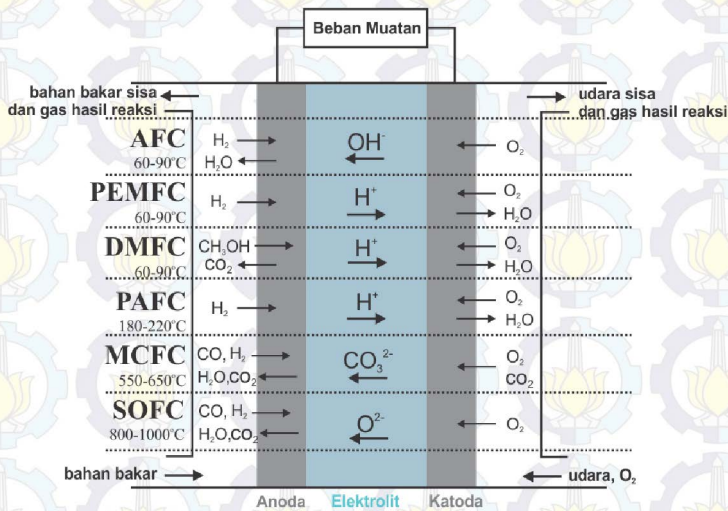 Beban Muatan
bahan bakar sisa
dan gas hasil reaksi
udara sisa
dan gas hasil reaksi
AFC
60-90°C
H₂
H₂O
OH⁻
O₂
PEMFC
60-90°C
H₂
H⁺
O₂
H₂O
DMFC
60-90°C
CH₃OH
CO₂
H⁺
O₂
H₂O
PAFC
180-220°C
H₂
H⁺
O₂
H₂O
MCFC
550-650°C
CO, H₂
H₂O,CO₂
CO₃²⁻
O₂
CO₂
SOFC
800-1000°C
CO, H₂
H₂O,CO₂
O²⁻
O₂
bahan bakar
udara, O₂
Anoda
Elektrolit
Katoda